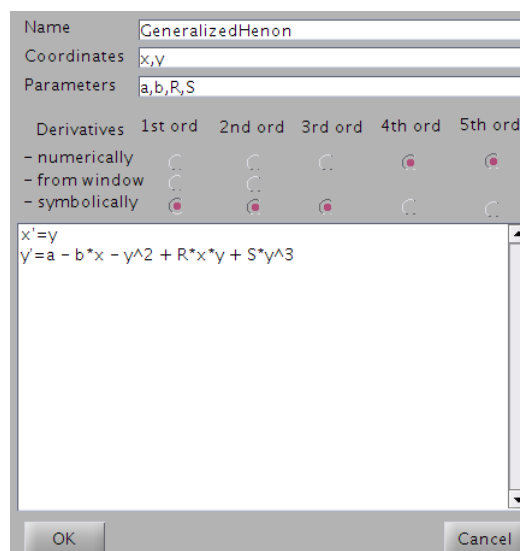 Name GeneralizedHenon
Coordinates x,y
Parameters a,b,R,S
Derivatives 1st ord 2nd ord 3rd ord 4th ord 5th ord
- numerically
- from window
- symbolically
x'=y
y'=a - b*x - y^2 + R*x*y + S*y^3
OK Cancel